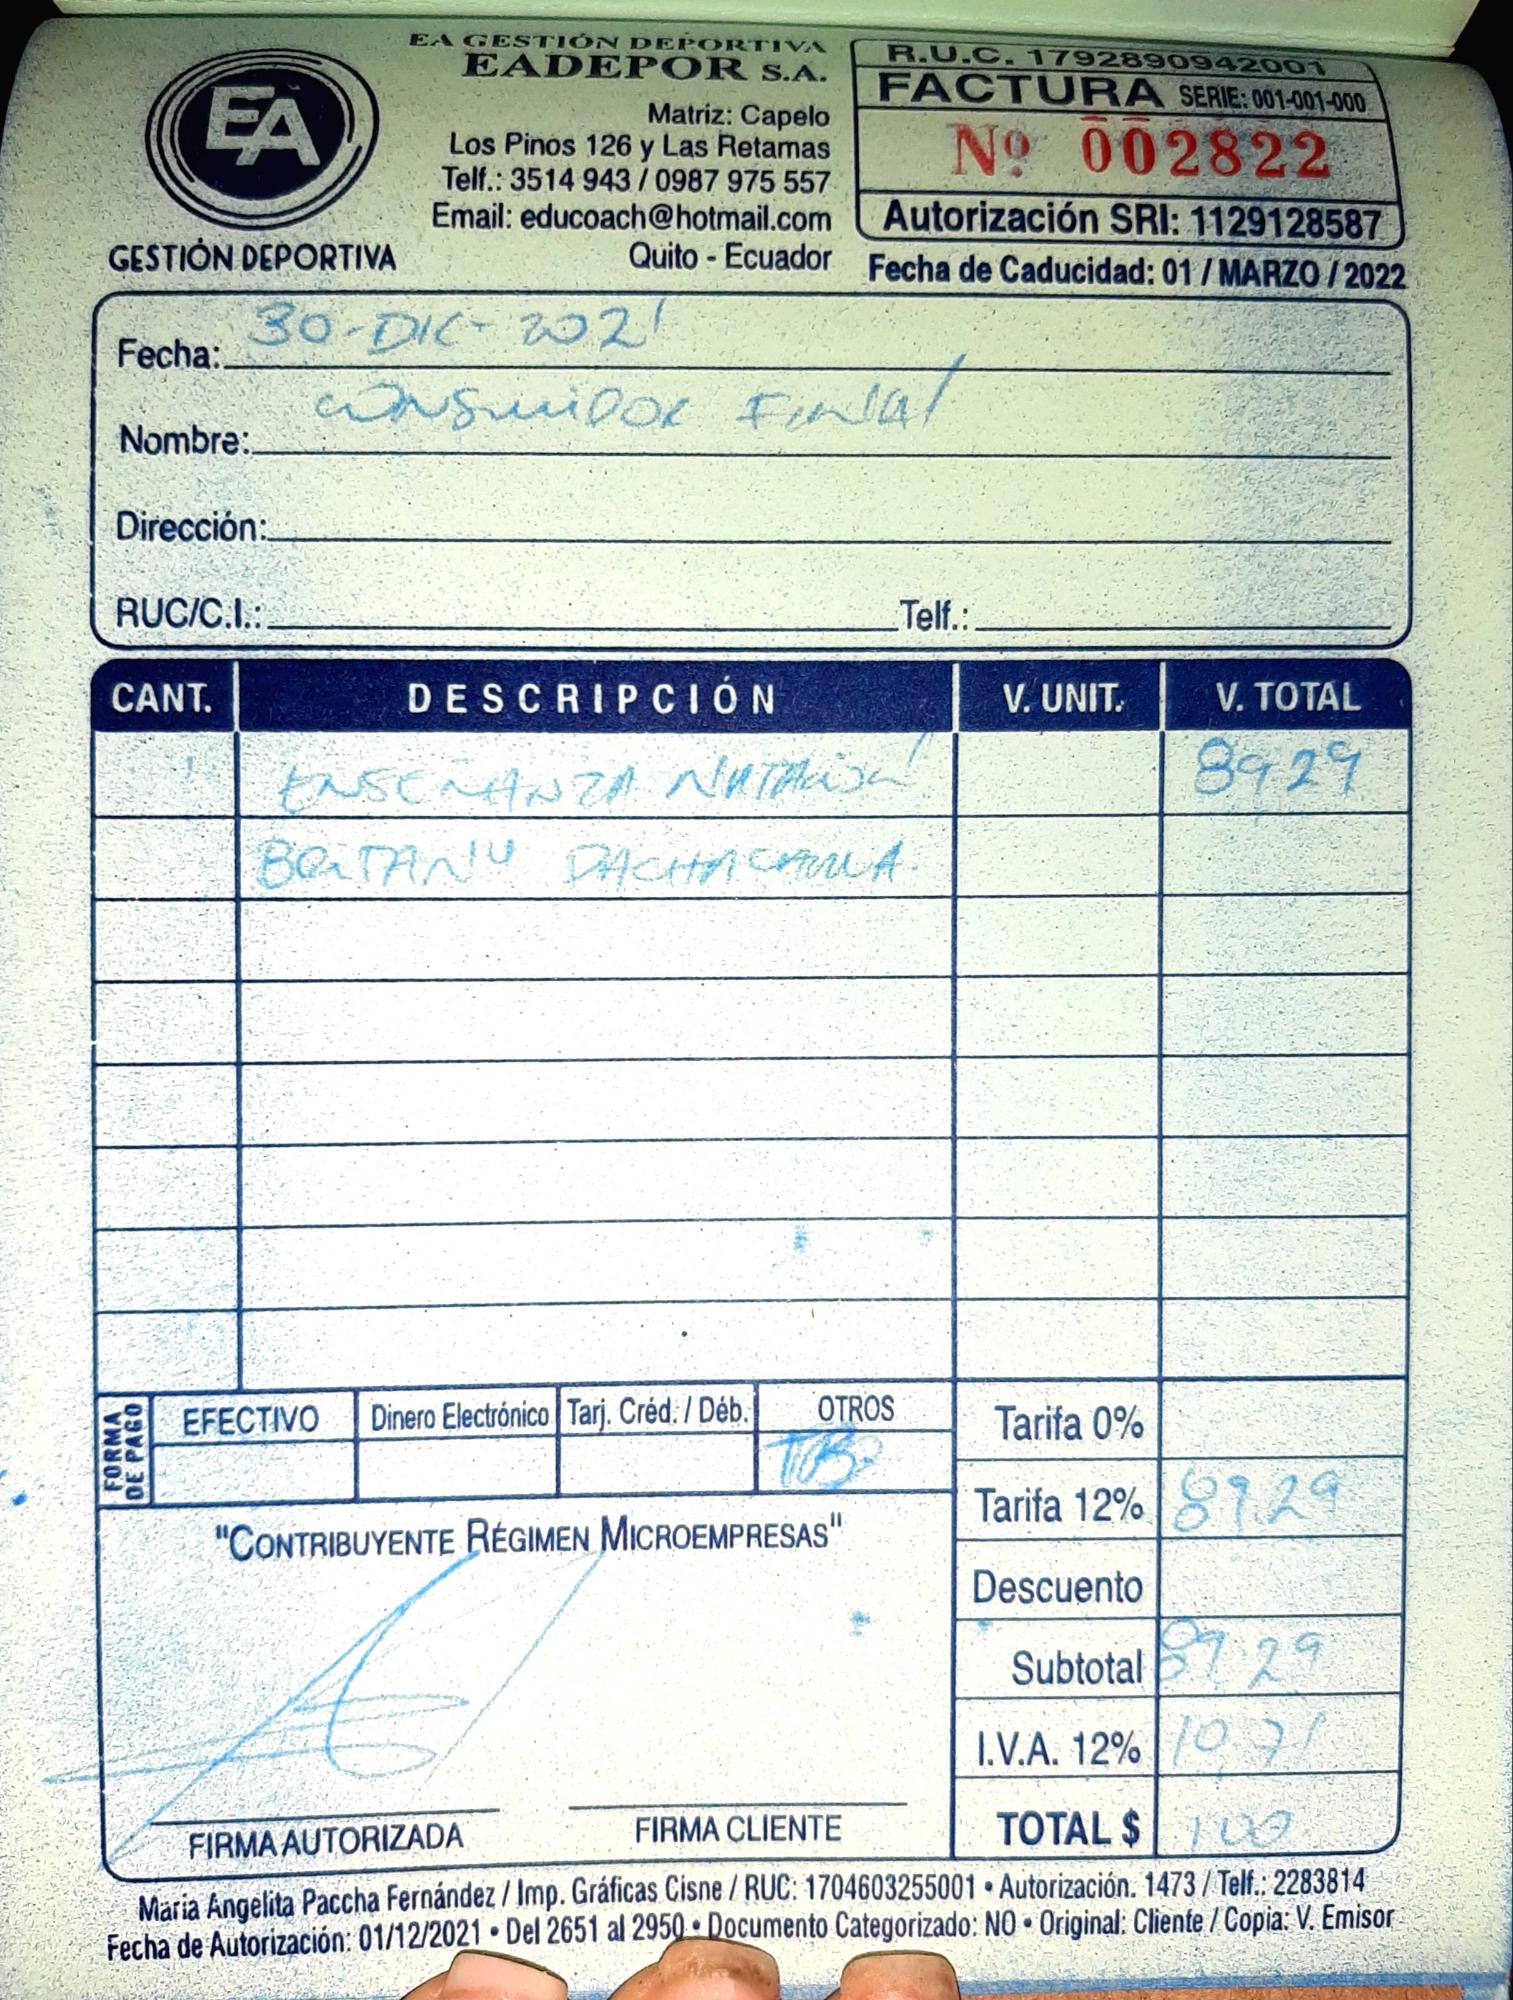 EA GESTIÓN DEPORTIVA
EADEPOR S.A.
EA
GESTIÓN DEPORTIVA
Matriz: Capelo
Los Pinos 126 y Las Retamas
Telf.: 3514 943 / 0987 975 557
Email: educoach@hotmail.com
Quito - Ecuador
R.U.C. 1792890942001
FACTURA SERIE: 001-001-000
Nº 002822
Autorización SRI: 1129128587
Fecha de Caducidad: 01 / MARZO / 2022
Fecha: 30-DIC-2021
Nombre: CONSUMIDOR FINAL
Dirección:
RUC/C.I.: Telf.:
CANT. DESCRIPCIÓN V. UNIT. V. TOTAL
ENSEÑANZA NATACION 89.29
PACHACAMA.
FORMA DE PAGO
EFECTIVO Dinero Electrónico Tarj. Créd. / Déb. OTROS
Tarifa 0%
Tarifa 12% 89.29
Descuento
Subtotal 89.29
I.V.A. 12% 10.71
TOTAL $ 100
"CONTRIBUYENTE RÉGIMEN MICROEMPRESAS"
FIRMA AUTORIZADA FIRMA CLIENTE
Maria Angelita Paccha Fernández / Imp. Gráficas Cisne / RUC: 1704603255001 • Autorización. 1473 / Telf.: 2283814
Fecha de Autorización: 01/12/2021 • Del 2651 al 2950 • Documento Categorizado: NO • Original: Cliente / Copia: V. Emisor